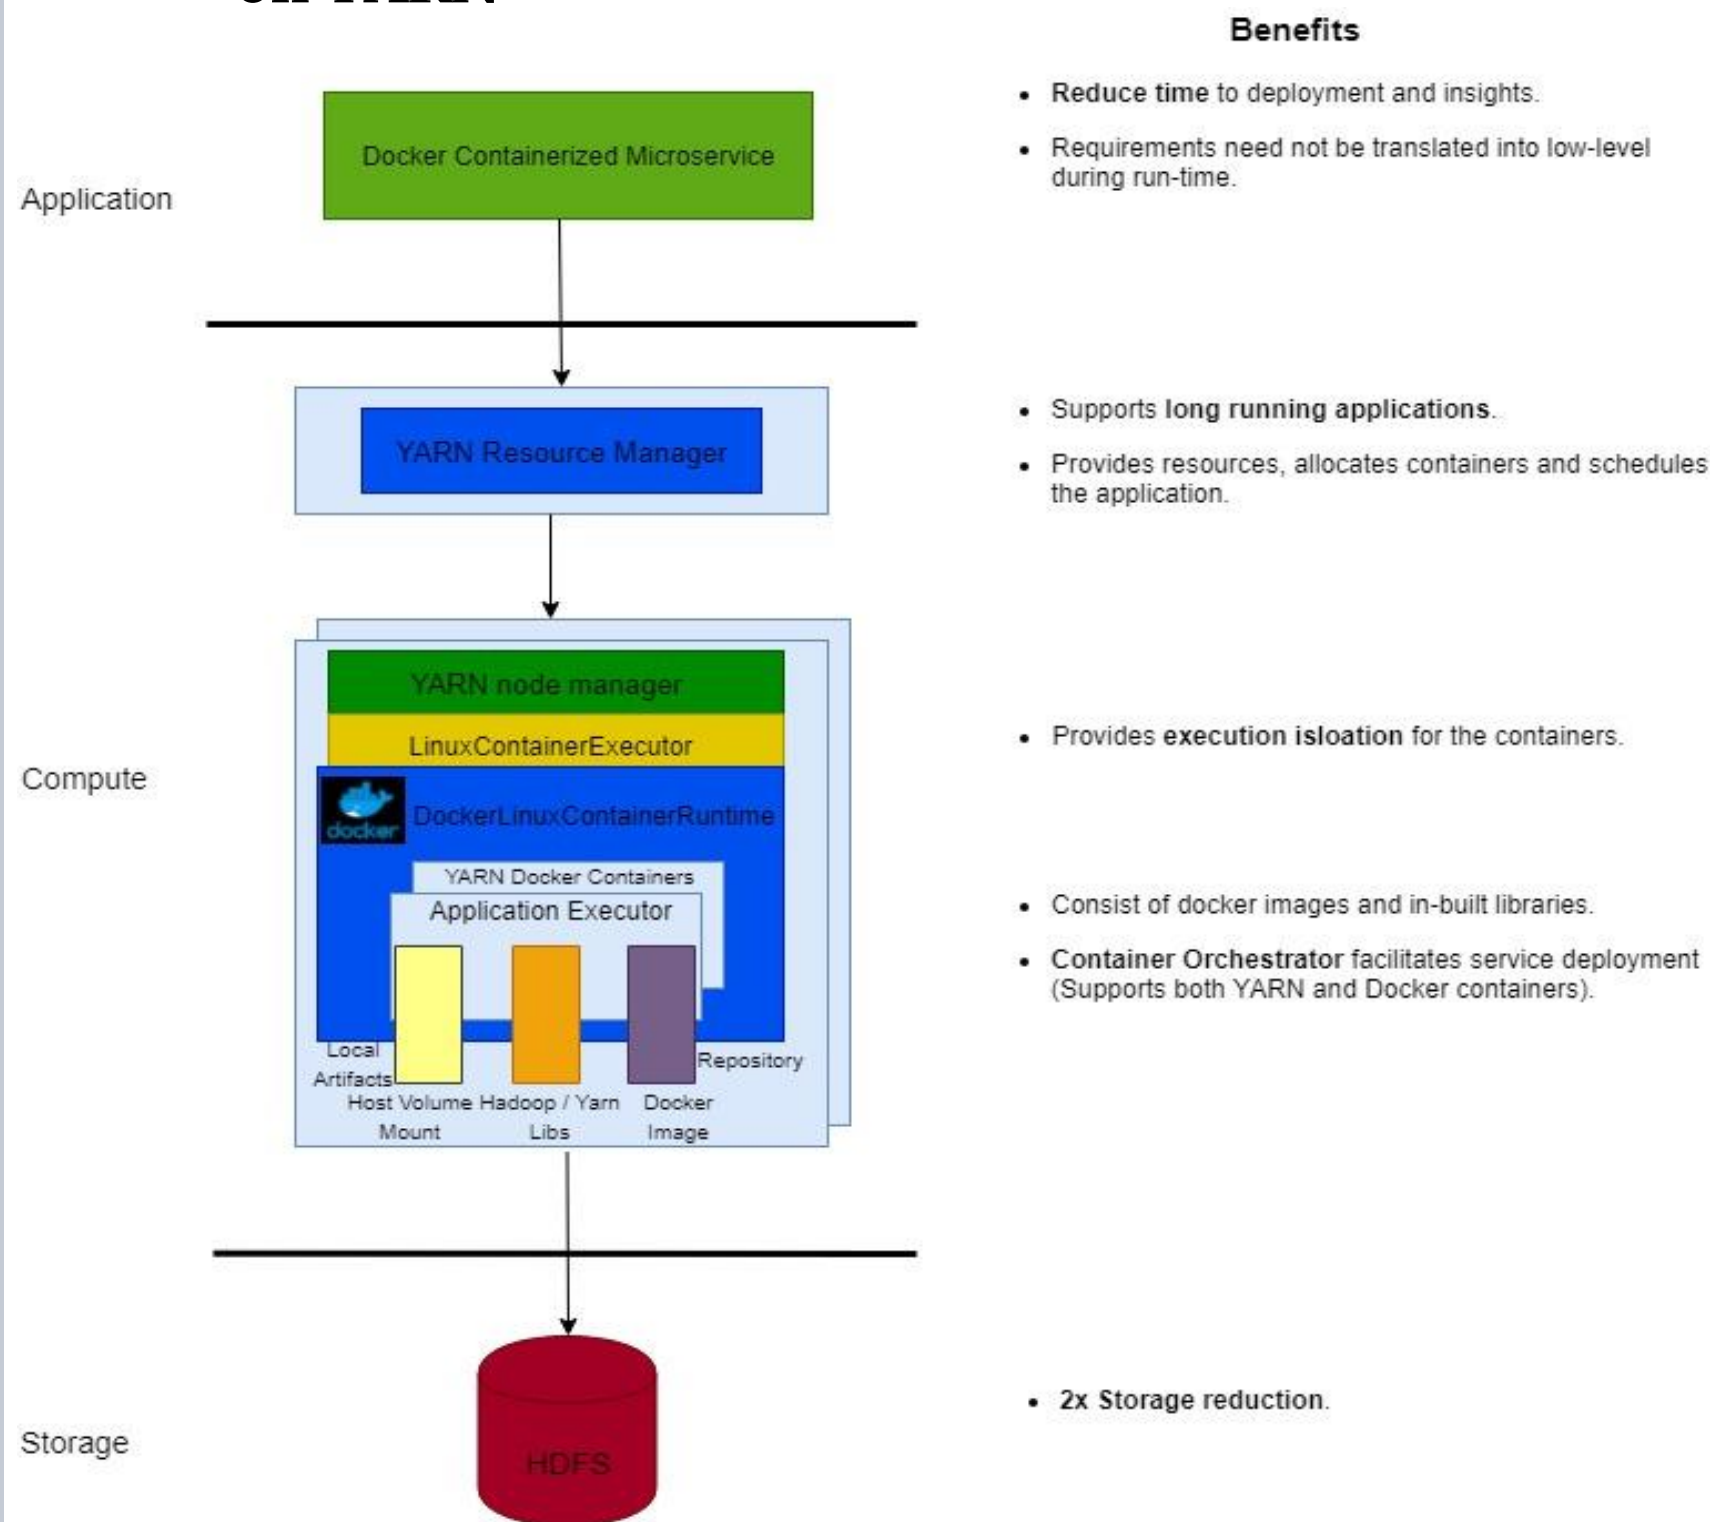 on YARN
Benefits
Docker Containerized Microservice
• Reduce time to deployment and insights.
• Requirements need not be translated into low-level
during run-time.
Application
YARN Resource Manager
• Supports long running applications.
• Provides resources, allocates containers and schedules
the application.
YARN node manager
LinuxContainerExecutor
• Provides execution isloation for the containers.
Compute
docker
DockerLinuxContainerRuntime
YARN Docker Containers
Application Executor
• Consist of docker images and in-built libraries.
• Container Orchestrator facilitates service deployment
(Supports both YARN and Docker containers).
Local
Artifacts
Repository
Host Volume
Mount
Hadoop / Yarn
Libs
Docker
Image
• 2x Storage reduction.
Storage
HDFS